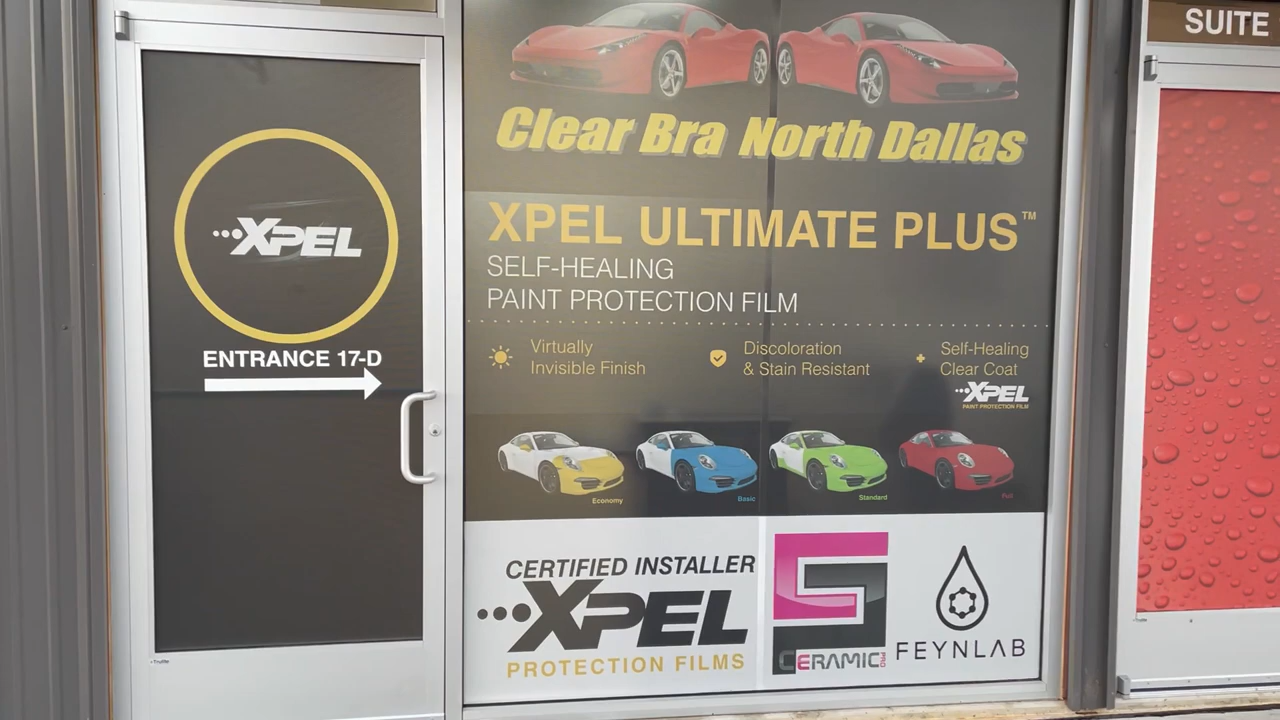 XPEL
ENTRANCE 17-D
Clear Bra North Dallas
XPEL ULTIMATE PLUS™
SELF-HEALING
PAINT PROTECTION FILM
Virtually
Invisible Finish
Discoloration
& Stain Resistant
Self-Healing
Clear Coat
XPEL
PAINT PROTECTION FILM
Economy
Basic
Standard
Full
CERTIFIED INSTALLER
XPEL
PROTECTION FILMS
CERAMIC PRO
FEYNLAB
SUITE